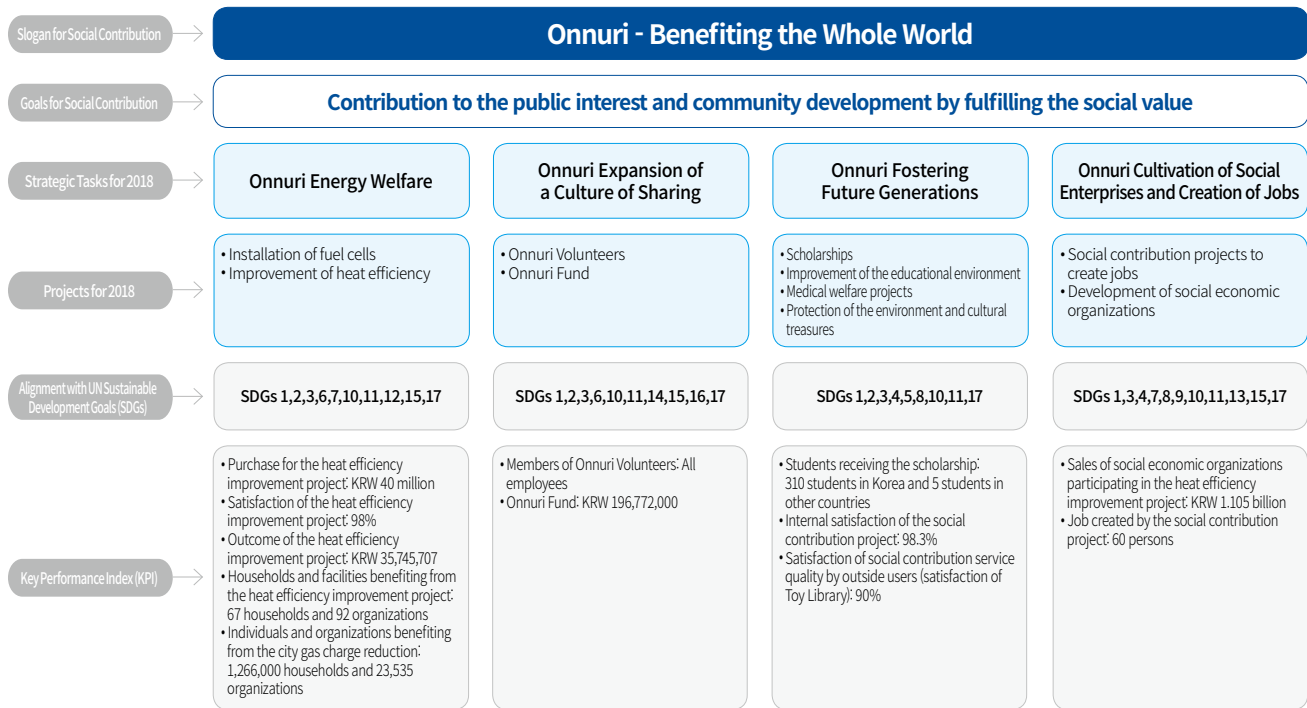 Slogan for Social Contribution
Onnuri - Benefiting the Whole World
Goals for Social Contribution
Contribution to the public interest and community development by fulfilling the social value
Strategic Tasks for 2018
Onnuri Energy Welfare
Onnuri Expansion of
a Culture of Sharing
Onnuri Fostering
Future Generations
Onnuri Cultivation of Social
Enterprises and Creation of Jobs
Projects for 2018
• Installation of fuel cells
• Improvement of heat efficiency
• Onnuri Volunteers
• Onnuri Fund
• Scholarships
• Improvement of the educational environment
• Medical welfare projects
• Protection of the environment and cultural
treasures
• Social contribution projects to
create jobs
• Development of social economic
organizations
Alignment with UN Sustainable
Development Goals (SDGs)
SDGs 1,2,3,6,7,10,11,12,15,17
SDGs 1,2,3,6,10,11,14,15,16,17
SDGs 1,2,3,4,5,8,10,11,17
SDGs 1,3,4,7,8,9,10,11,13,15,17
Key Performance Index (KPI)
• Purchase for the heat efficiency
improvement project: KRW 40 million
• Satisfaction of the heat efficiency
improvement project: 98%
• Outcome of the heat efficiency
improvement project: KRW 35,745,707
• Households and facilities benefiting from
the heat efficiency improvement project:
67 households and 92 organizations
• Individuals and organizations benefiting
from the city gas charge reduction:
1,266,000 households and 23,535
organizations
• Members of Onnuri Volunteers: All
employees
• Onnuri Fund: KRW 196,772,000
• Students receiving the scholarship:
310 students in Korea and 5 students in
other countries
• Internal satisfaction of the social
contribution project: 98.3%
• Satisfaction of social contribution service
quality by outside users (satisfaction of
Toy Library): 90%
• Sales of social economic organizations
participating in the heat efficiency
improvement project: KRW 1.105 billion
• Job created by the social contribution
project: 60 persons